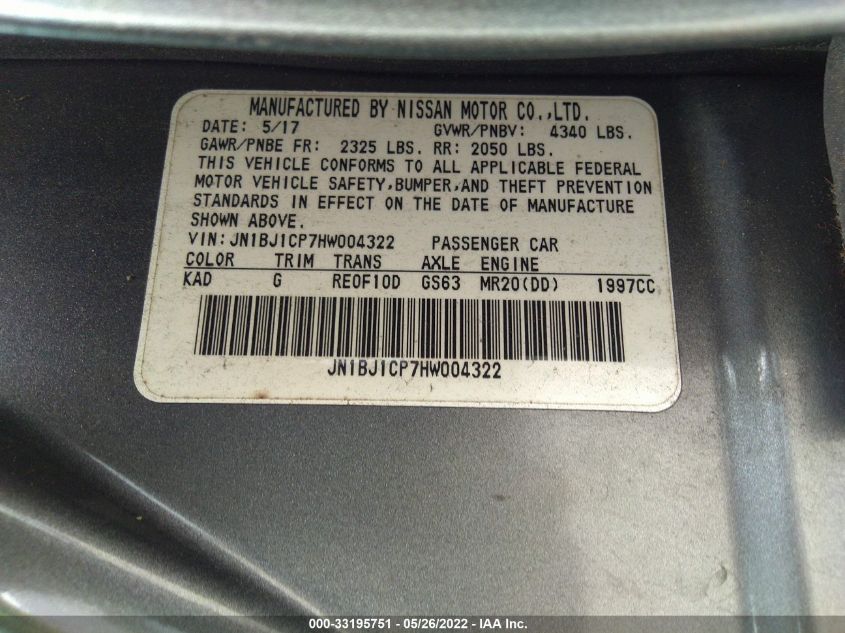 MANUFACTURED BY NISSAN MOTOR CO.,LTD.
DATE: 5/17 GVWR/PNBV: 4340 LBS.
GAWR/PNBE FR: 2325 LBS. RR: 2050 LBS.
THIS VEHICLE CONFORMS TO ALL APPLICABLE FEDERAL
MOTOR VEHICLE SAFETY,BUMPER,AND THEFT PREVENTION
STANDARDS IN EFFECT ON THE DATE OF MANUFACTURE
SHOWN ABOVE.
VIN:JN1BJ1CP7HW004322 PASSENGER CAR
COLOR TRIM TRANS AXLE ENGINE
KAD G RE0F10D GS63 MR20(DD) 1997CC
JN1BJ1CP7HW004322
000-33195751 - 05/26/2022 - IAA Inc.